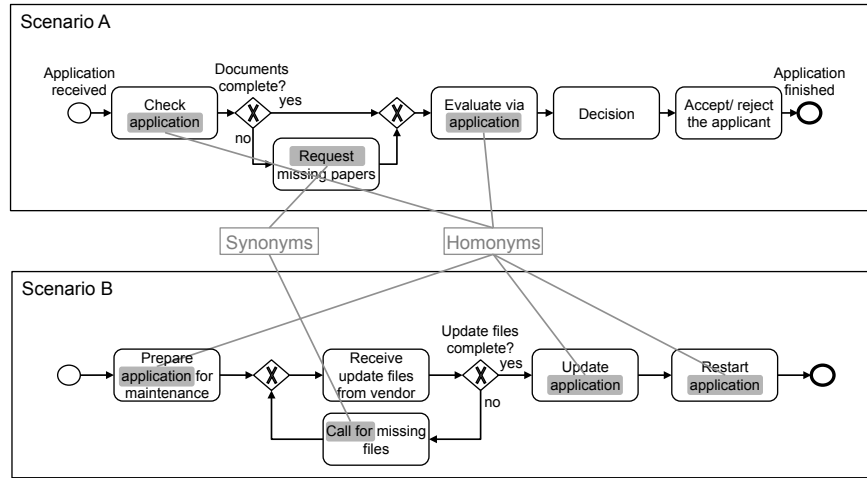 Scenario A
Application
received
Check
application
Documents
complete?
yes
no
Request
missing papers
Evaluate via
application
Decision
Accept/ reject
the applicant
Application
finished
Synonyms
Homonyms
Scenario B
Prepare
application for
maintenance
Receive
update files
from vendor
Update files
complete?
yes
no
Call for missing
files
Update
application
Restart
application